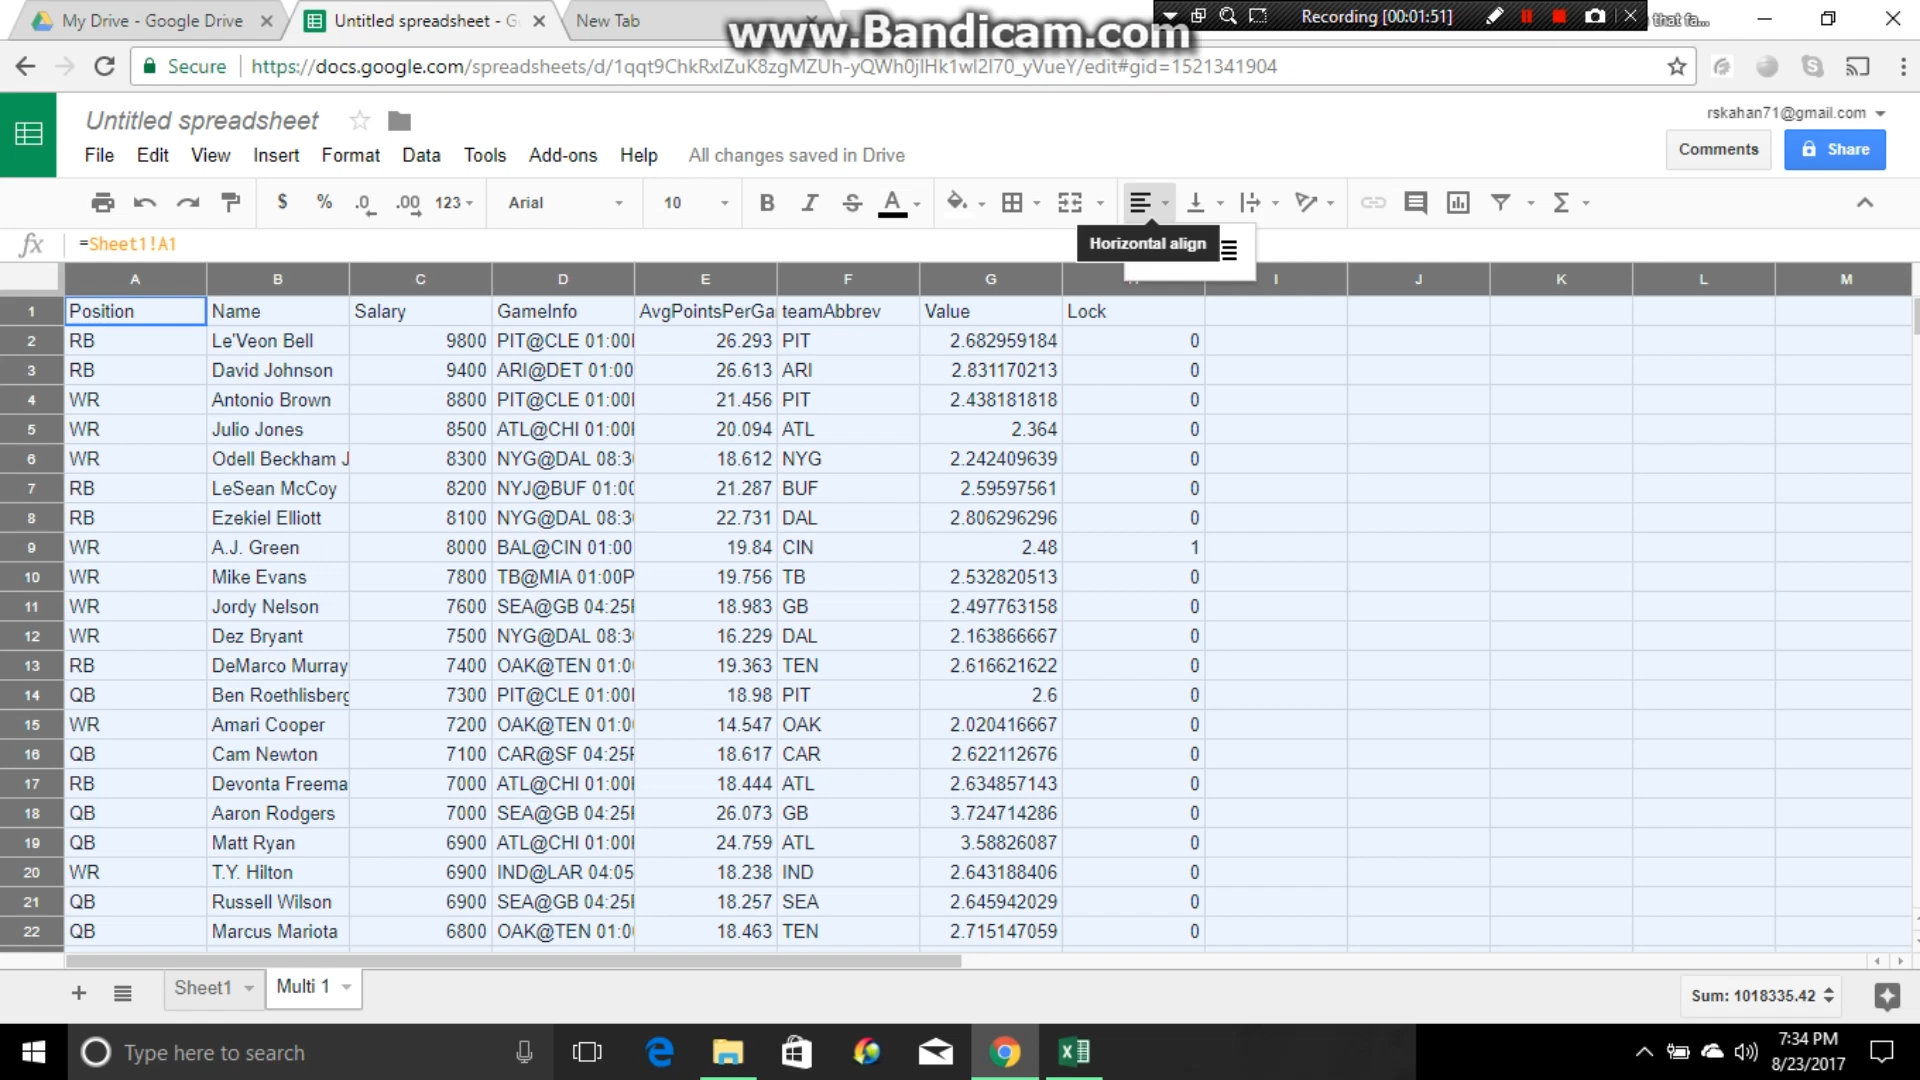 My Drive - Google Drive
Untitled spreadsheet - G
New Tab
www.Bandicam.com
Recording [00:01:51]
that fa...
Secure
https://docs.google.com/spreadsheets/d/1qqt9ChkRxIZuK8zgMZUh-yQWh0jIHk1wl2I70_yVueY/edit#gid=1521341904
Untitled spreadsheet
rskahan71@gmail.com
File Edit View Insert Format Data Tools Add-ons Help All changes saved in Drive
Comments
Share
$ % .0 .00 123 Arial 10 B I S A Σ
fx =Sheet1!A1
Horizontal align
A B C D E F G H I J K L M
1 Position Name Salary GameInfo AvgPointsPerGa teamAbbrev Value Lock
2 RB Le'Veon Bell 9800 PIT@CLE 01:00 26.293 PIT 2.682959184 0
3 RB David Johnson 9400 ARI@DET 01:00 26.613 ARI 2.831170213 0
4 WR Antonio Brown 8800 PIT@CLE 01:00 21.456 PIT 2.438181818 0
5 WR Julio Jones 8500 ATL@CHI 01:00 20.094 ATL 2.364 0
6 WR Odell Beckham J 8300 NYG@DAL 08:3 18.612 NYG 2.242409639 0
7 RB LeSean McCoy 8200 NYJ@BUF 01:00 21.287 BUF 2.59597561 0
8 RB Ezekiel Elliott 8100 NYG@DAL 08:3 22.731 DAL 2.806296296 0
9 WR A.J. Green 8000 BAL@CIN 01:00 19.84 CIN 2.48 1
10 WR Mike Evans 7800 TB@MIA 01:00P 19.756 TB 2.532820513 0
11 WR Jordy Nelson 7600 SEA@GB 04:25 18.983 GB 2.497763158 0
12 WR Dez Bryant 7500 NYG@DAL 08:3 16.229 DAL 2.163866667 0
13 RB DeMarco Murray 7400 OAK@TEN 01:0 19.363 TEN 2.616621622 0
14 QB Ben Roethlisberg 7300 PIT@CLE 01:00 18.98 PIT 2.6 0
15 WR Amari Cooper 7200 OAK@TEN 01:0 14.547 OAK 2.020416667 0
16 QB Cam Newton 7100 CAR@SF 04:25 18.617 CAR 2.622112676 0
17 RB Devonta Freema 7000 ATL@CHI 01:00 18.444 ATL 2.634857143 0
18 QB Aaron Rodgers 7000 SEA@GB 04:25 26.073 GB 3.724714286 0
19 QB Matt Ryan 6900 ATL@CHI 01:00 24.759 ATL 3.58826087 0
20 WR T.Y. Hilton 6900 IND@LAR 04:05 18.238 IND 2.643188406 0
21 QB Russell Wilson 6900 SEA@GB 04:25 18.257 SEA 2.645942029 0
22 QB Marcus Mariota 6800 OAK@TEN 01:0 18.463 TEN 2.715147059 0
Sheet1 Multi 1
Sum: 1018335.42
Type here to search
7:34 PM
8/23/2017